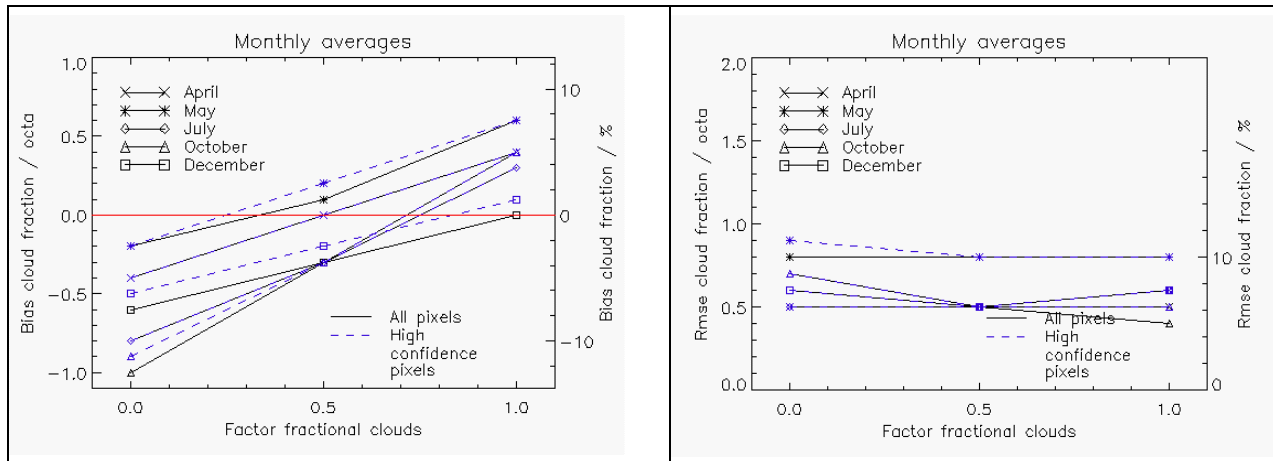 Monthly averages
1.0
0.5
0.0
−0.5
−1.0
Bias cloud fraction / octa
April
May
July
October
December
All pixels
High
confidence
pixels
10
0
−10
Bias cloud fraction / %
0.0 0.5 1.0
Factor fractional clouds
Monthly averages
2.0
1.5
1.0
0.5
0.0
Rmse cloud fraction / octa
April
May
July
October
December
All pixels
High
confidence
pixels
10
0
Rmse cloud fraction / %
0.0 0.5 1.0
Factor fractional clouds